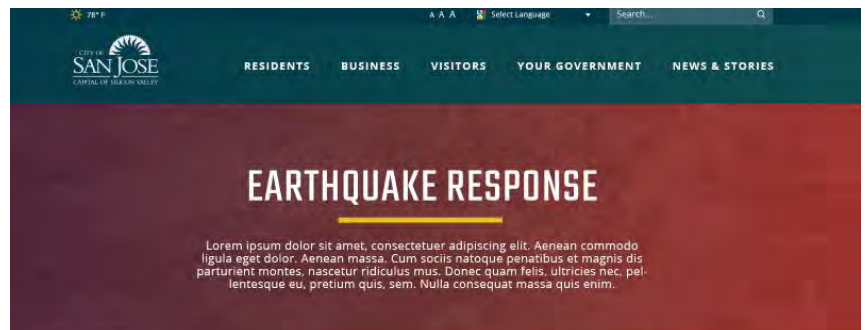 78° F A A A Select Language Search...
CITY OF
SAN JOSE
CAPITAL OF SILICON VALLEY
RESIDENTS BUSINESS VISITORS YOUR GOVERNMENT NEWS & STORIES
EARTHQUAKE RESPONSE
Lorem ipsum dolor sit amet, consectetuer adipiscing elit. Aenean commodo
ligula eget dolor. Aenean massa. Cum sociis natoque penatibus et magnis dis
parturient montes, nascetur ridiculus mus. Donec quam felis, ultricies nec, pel-
lentesque eu, pretium quis, sem. Nulla consequat massa quis enim.